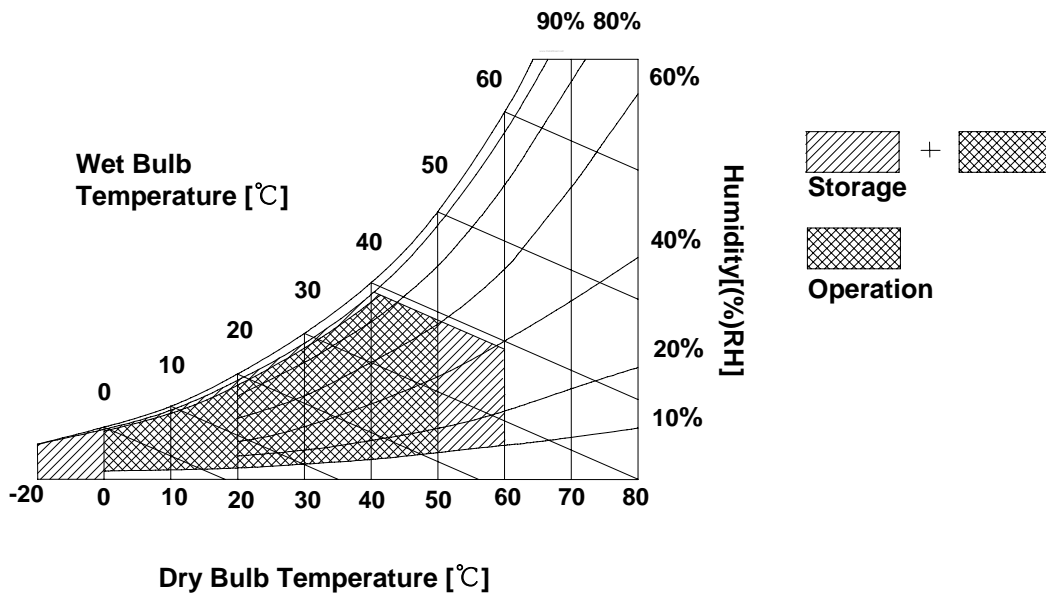 90% 80%
60
60%
50
Wet Bulb
Temperature [℃]
Storage
+
40
40%
30
Operation
20
20%
10
0
10%
Humidity[(%)RH]
-20 0 10 20 30 40 50 60 70 80
Dry Bulb Temperature [℃]